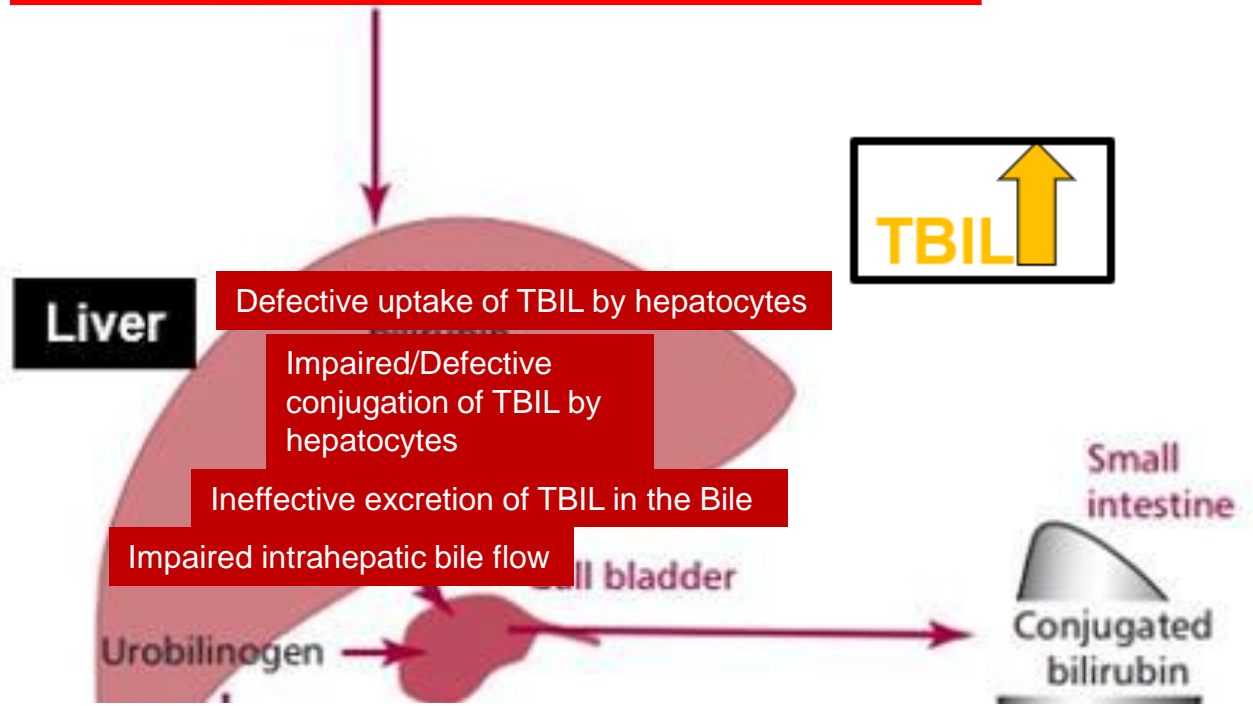 TBIL
Liver
Defective uptake of TBIL by hepatocytes
Impaired/Defective
conjugation of TBIL by
hepatocytes
Ineffective excretion of TBIL in the Bile
Impaired intrahepatic bile flow
bladder
Urobilinogen
Small
intestine
Conjugated
bilirubin